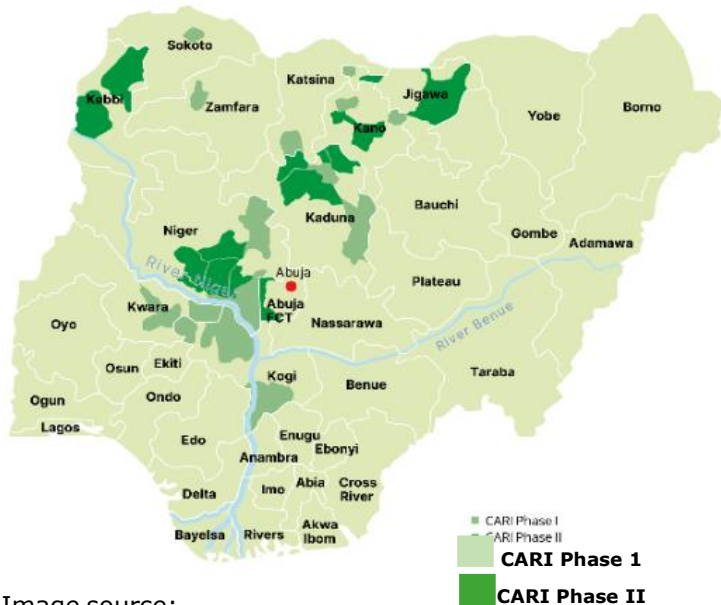 Sokoto
Katsina
Kebbi
Zamfara
Jigawa
Yobe
Borno
Kano
Kaduna
Bauchi
Niger
Gombe
Adamawa
River Niger
Abuja
Plateau
Kwara
Abuja
FCT
Nassarawa
Oyo
River Benue
Osun
Ekiti
Kogi
Benue
Taraba
Ogun
Ondo
Lagos
Edo
Enugu
Ebonyi
Anambra
Delta
Imo
Abia
Cross
River
Bayelsa
Rivers
Akwa
Ibom
CARI Phase I
CARI Phase II
CARI Phase 1
CARI Phase II
Image source: